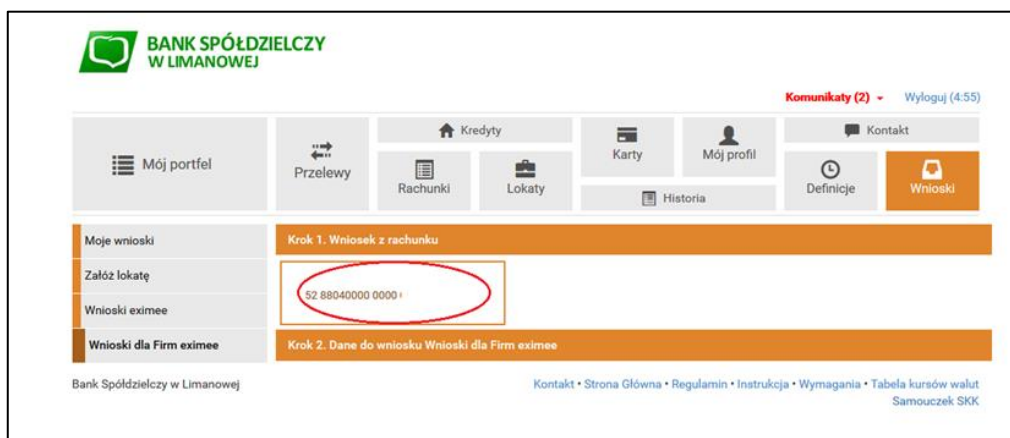 BANK SPÓŁDZIELCZY
W LIMANOWEJ
Komunikaty (2)
Wyloguj (4:55)
Mój portfel
Przelewy
Kredyty
Rachunki
Lokaty
Karty
Mój profil
Historia
Kontakt
Definicje
Wnioski
Moje wnioski
Załóż lokatę
Wnioski eximee
Wnioski dla Firm eximee
Krok 1. Wniosek z rachunku
52 88040000 0000
Krok 2. Dane do wniosku Wnioski dla Firm eximee
Bank Spółdzielczy w Limanowej
Kontakt • Strona Główna • Regulamin • Instrukcja • Wymagania • Tabela kursów walut
Samouczek SKK